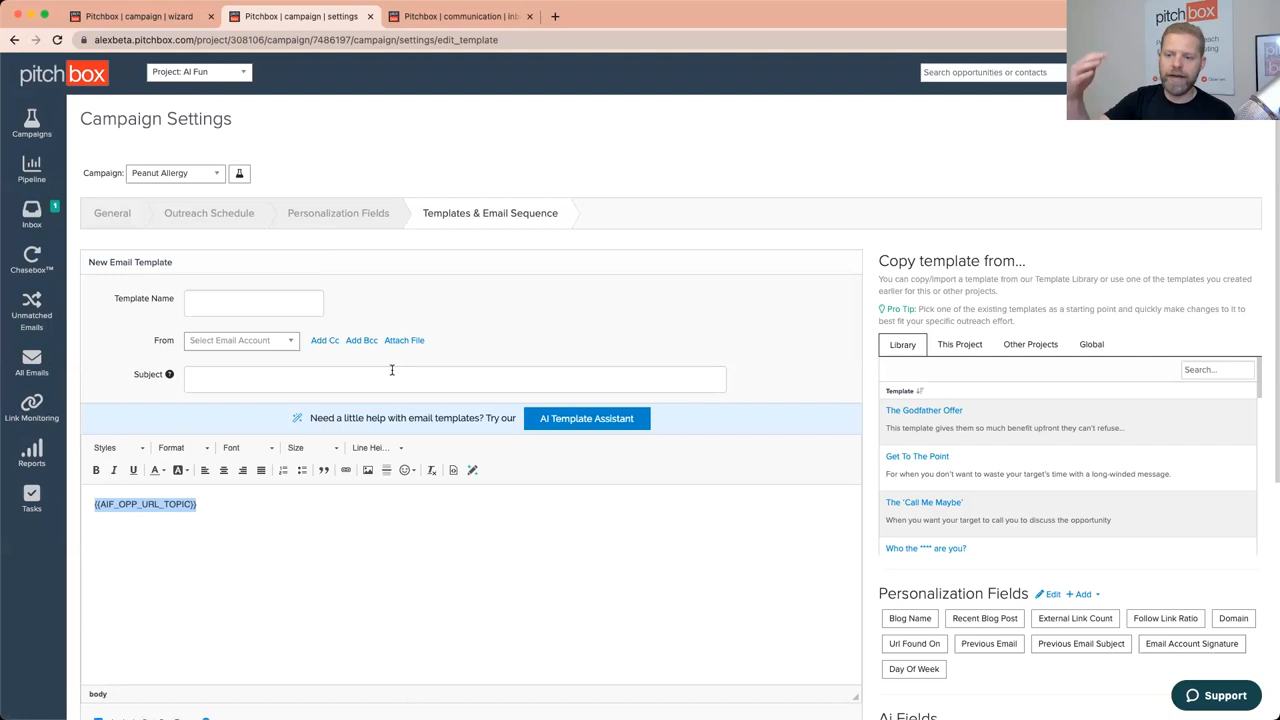 Pitchbox | campaign | wizard
Pitchbox | campaign | settings
Pitchbox | communication | inb
alexbeta.pitchbox.com/project/308106/campaign/7486197/campaign/settings/edit_template
pitchbox
Project: AI Fun
Search opportunities or contacts
pitchbox
Campaigns
Pipeline
Inbox
1
Chasebox™
Unmatched
Emails
All Emails
Link Monitoring
Reports
Tasks
Campaign Settings
Campaign:
Peanut Allergy
General
Outreach Schedule
Personalization Fields
Templates & Email Sequence
New Email Template
Template Name
From
Select Email Account
Add Cc
Add Bcc
Attach File
Subject
Need a little help with email templates? Try our
AI Template Assistant
Styles
Format
Font
Size
Line Hei...
B I U A A
{{AIF_OPP_URL_TOPIC}}
body
Copy template from...
You can copy/import a template from our Template Library or use one of the templates you created
earlier for this or other projects.
Pro Tip: Pick one of the existing templates as a starting point and quickly make changes to it to
best fit your specific outreach effort.
Library
This Project
Other Projects
Global
Search...
Template
The Godfather Offer
This template gives them so much benefit upfront they can't refuse...
Get To The Point
For when you don't want to waste your target's time with a long-winded message.
The 'Call Me Maybe'
When you want your target to call you to discuss the opportunity
Who the **** are you?
Personalization Fields
Edit
+ Add
Blog Name
Recent Blog Post
External Link Count
Follow Link Ratio
Domain
Url Found On
Previous Email
Previous Email Subject
Email Account Signature
Day Of Week
Support
Ai Fields